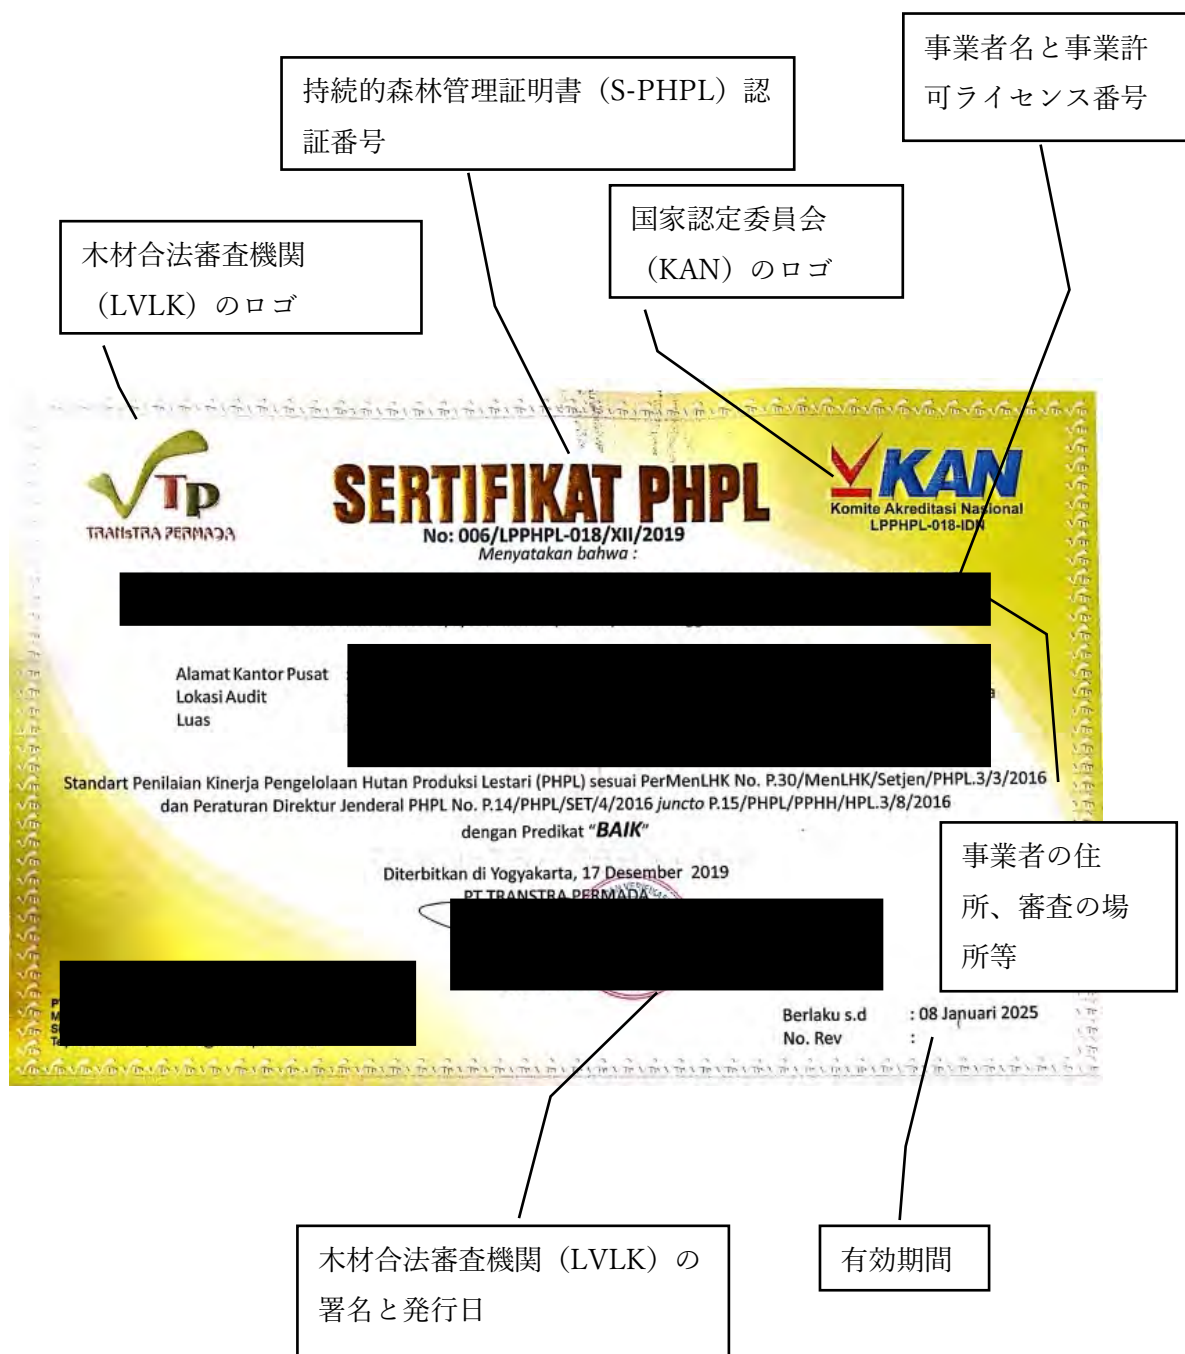 事業者名と事業許
可ライセンス番号
持続的森林管理証明書（S-PHPL）認
証番号
国家認定委員会
（KAN）のロゴ
木材合法審査機関
（LVLK）のロゴ
TP
TRANsTRA PERMADA
SERTIFIKAT PHPL
No: 006/LPPHPL-018/XII/2019
Menyatakan bahwa :
KAN
Komite Akreditasi Nasional
LPPHPL-018-IDN
Alamat Kantor Pusat :
Lokasi Audit
Luas
Standart Penilaian Kinerja Pengelolaan Hutan Produksi Lestari (PHPL) sesuai PerMenLHK No. P.30/MenLHK/Setjen/PHPL.3/3/2016
dan Peraturan Direktur Jenderal PHPL No. P.14/PHPL/SET/4/2016 juncto P.15/PHPL/PPHH/HPL.3/8/2016
dengan Predikat “BAIK”
Diterbitkan di Yogyakarta, 17 Desember 2019
PT TRANSTRA PERMADA
事業者の住
所、審査の場
所等
Berlaku s.d : 08 Januari 2025
No. Rev :
木材合法審査機関（LVLK）の
署名と発行日
有効期間